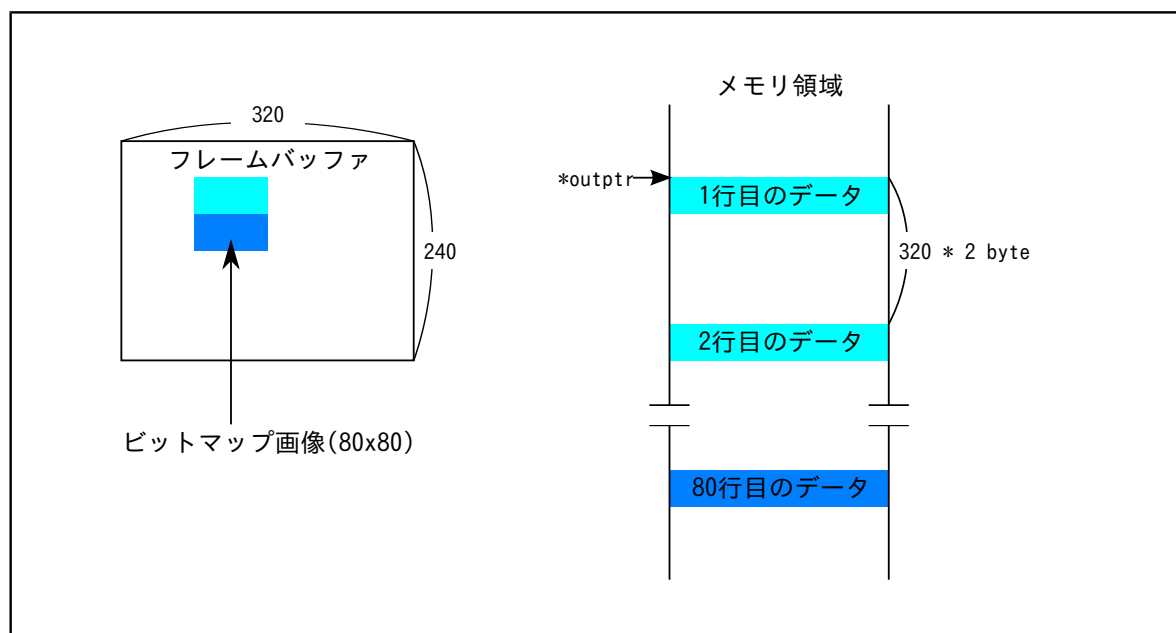 320
フレームバッファ
240
ビットマップ画像(80x80)
メモリ領域
*outptr
1行目のデータ
320 * 2 byte
2行目のデータ
80行目のデータ